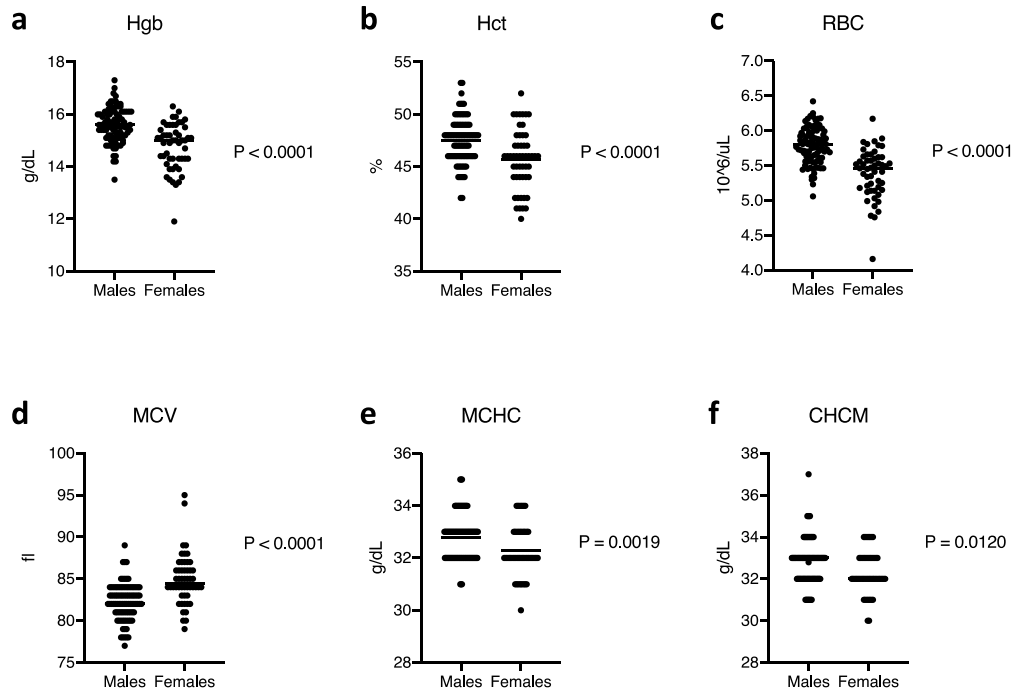 a Hgb
18
16
14
12
10
g/dL
Males Females
P < 0.0001
b Hct
55
50
45
40
35
%
Males Females
P < 0.0001
c RBC
7.0
6.5
6.0
5.5
5.0
4.5
4.0
10^6/uL
Males Females
P < 0.0001
d MCV
100
95
90
85
80
75
fl
Males Females
P < 0.0001
e MCHC
36
34
32
30
28
g/dL
Males Females
P = 0.0019
f CHCM
38
36
34
32
30
28
g/dL
Males Females
P = 0.0120